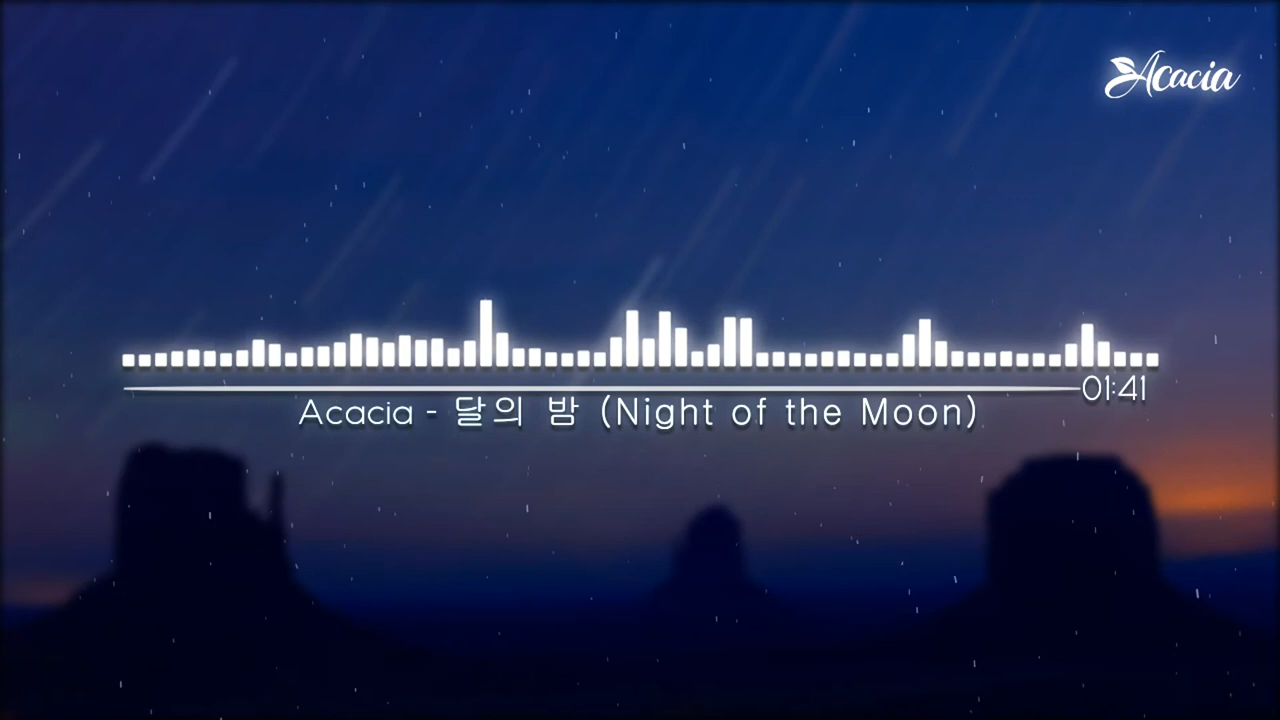 Acacia
01:41
Acacia - 달의 밤 (Night of the Moon)